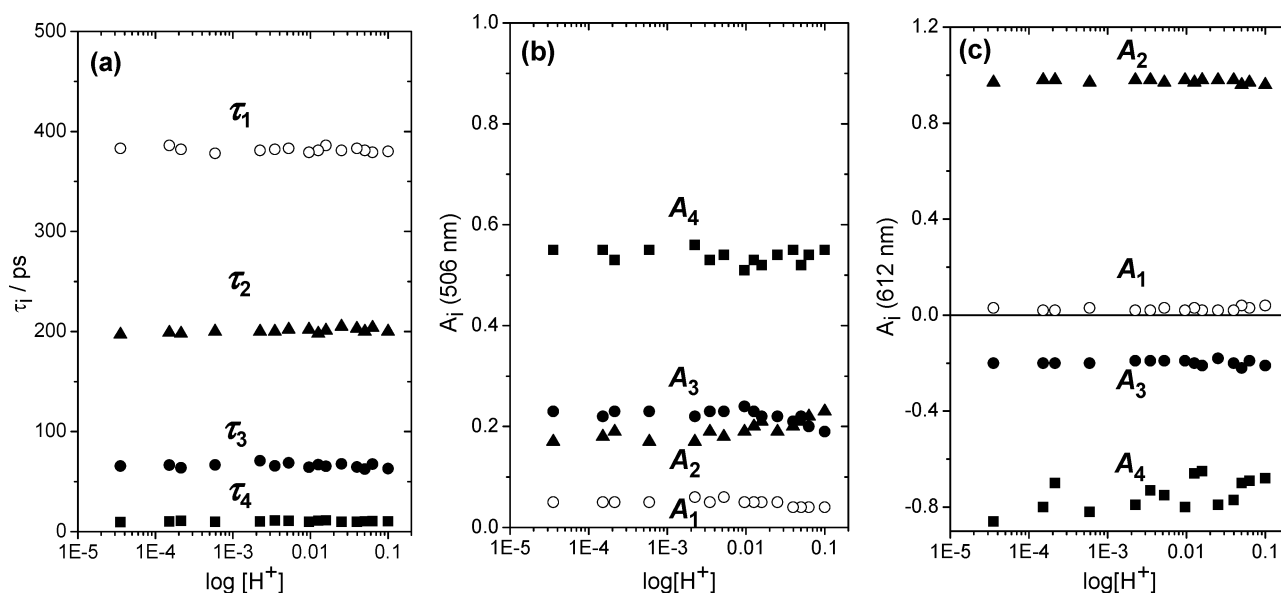 (a)
500
400
300
200
100
0
τi / ps
τ1
τ2
τ3
τ4
1E-5 1E-4 1E-3 0.01 0.1
log [H+]
(b)
1.0
0.8
0.6
0.4
0.2
0.0
Ai (506 nm)
A4
A3
A2
A1
1E-5 1E-4 1E-3 0.01 0.1
log[H+]
(c)
1.2
0.8
0.4
0.0
-0.4
-0.8
Ai (612 nm)
A2
A1
A3
A4
1E-5 1E-4 1E-3 0.01 0.1
log[H+]